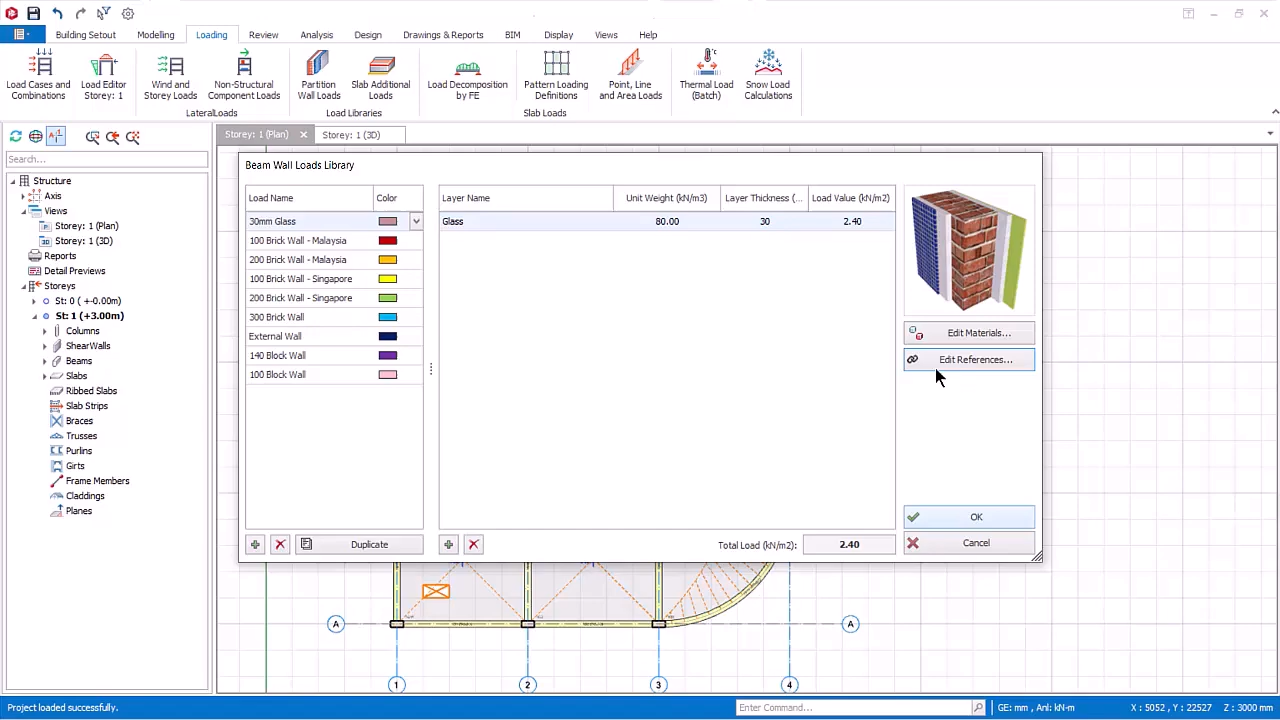 Building Setout Modelling Loading Review Analysis Design Drawings & Reports BIM Display Views Help
Load Cases and Combinations
Load Editor Storey: 1
Wind and Storey Loads
Non-Structural Component Loads
Partition Wall Loads
Slab Additional Loads
Load Decomposition by FE
Pattern Loading Definitions
Point, Line and Area Loads
Thermal Load (Batch)
Snow Load Calculations
LateralLoads Load Libraries Slab Loads
Storey: 1 (Plan) Storey: 1 (3D)
Search...
Structure
Axis
Views
Storey: 1 (Plan)
Storey: 1 (3D)
Reports
Detail Previews
Storeys
St: 0 ( +-0.00m)
St: 1 (+3.00m)
Columns
ShearWalls
Beams
Slabs
Ribbed Slabs
Slab Strips
Braces
Trusses
Purlins
Girts
Frame Members
Claddings
Planes
Beam Wall Loads Library
Load Name Color
30mm Glass
100 Brick Wall - Malaysia
200 Brick Wall - Malaysia
100 Brick Wall - Singapore
200 Brick Wall - Singapore
300 Brick Wall
External Wall
140 Block Wall
100 Block Wall
Duplicate
Layer Name Unit Weight (kN/m3) Layer Thickness (... Load Value (kN/m2)
Glass 80.00 30 2.40
Total Load (kN/m2): 2.40
Edit Materials...
Edit References...
OK
Cancel
A A
1 2 3 4
Project loaded successfully. Enter Command... GE: mm , Anl: kN-m X : 5052 , Y : 22527 Z : 3000 mm